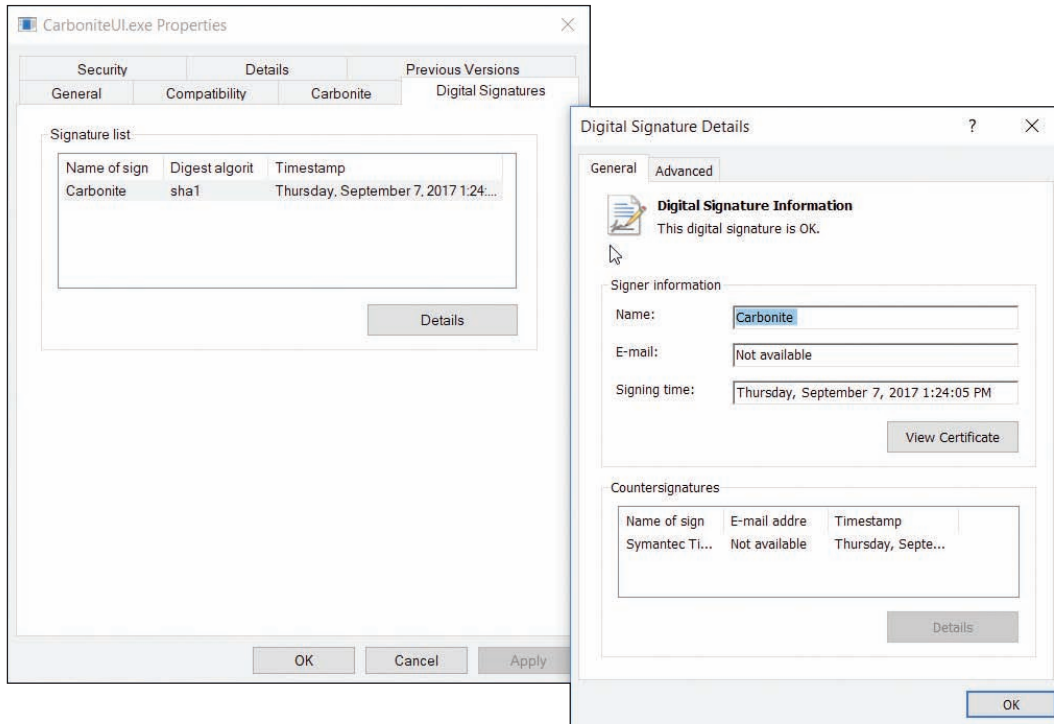 CarboniteUI.exe Properties
Security Details Previous Versions
General Compatibility Carbonite Digital Signatures
Signature list
Name of sign Digest algorit Timestamp
Carbonite sha1 Thursday, September 7, 2017 1:24:...
Details
OK Cancel Apply
Digital Signature Details ?
General Advanced
Digital Signature Information
This digital signature is OK.
Signer information
Name: Carbonite
E-mail: Not available
Signing time: Thursday, September 7, 2017 1:24:05 PM
View Certificate
Countersignatures
Name of sign E-mail addre Timestamp
Symantec Ti... Not available Thursday, Septe...
Details
OK